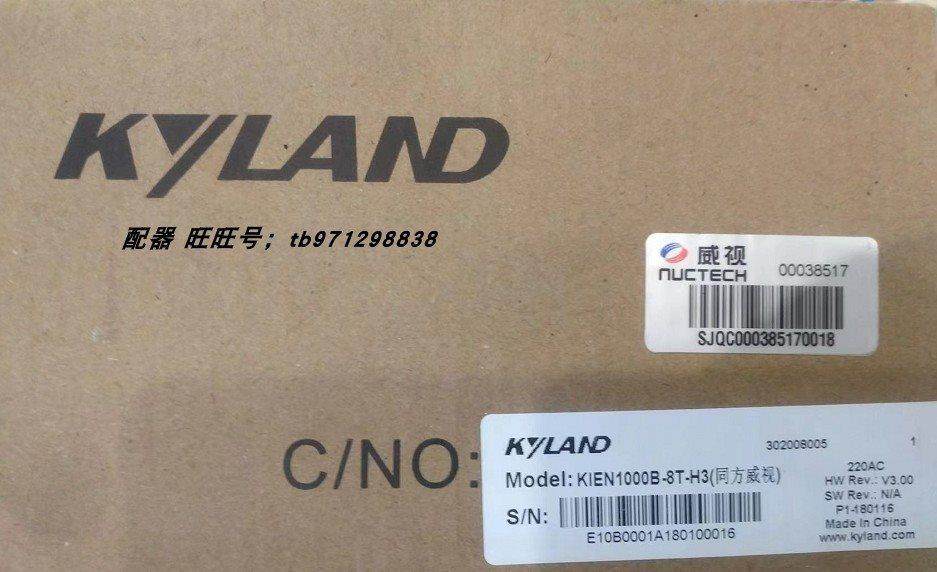 KYLAND
配器 旺旺号；tb971298838
威视
NUCTECH
00038517
SJQC000385170018
C/NO:
KYLAND
302008005 1
Model: KIEN1000B-8T-H3(同方威视)
S/N:
E10B0001A180100016
220AC
HW Rev.: V3.00
SW Rev.: N/A
P1-180116
Made In China
www.kyland.com